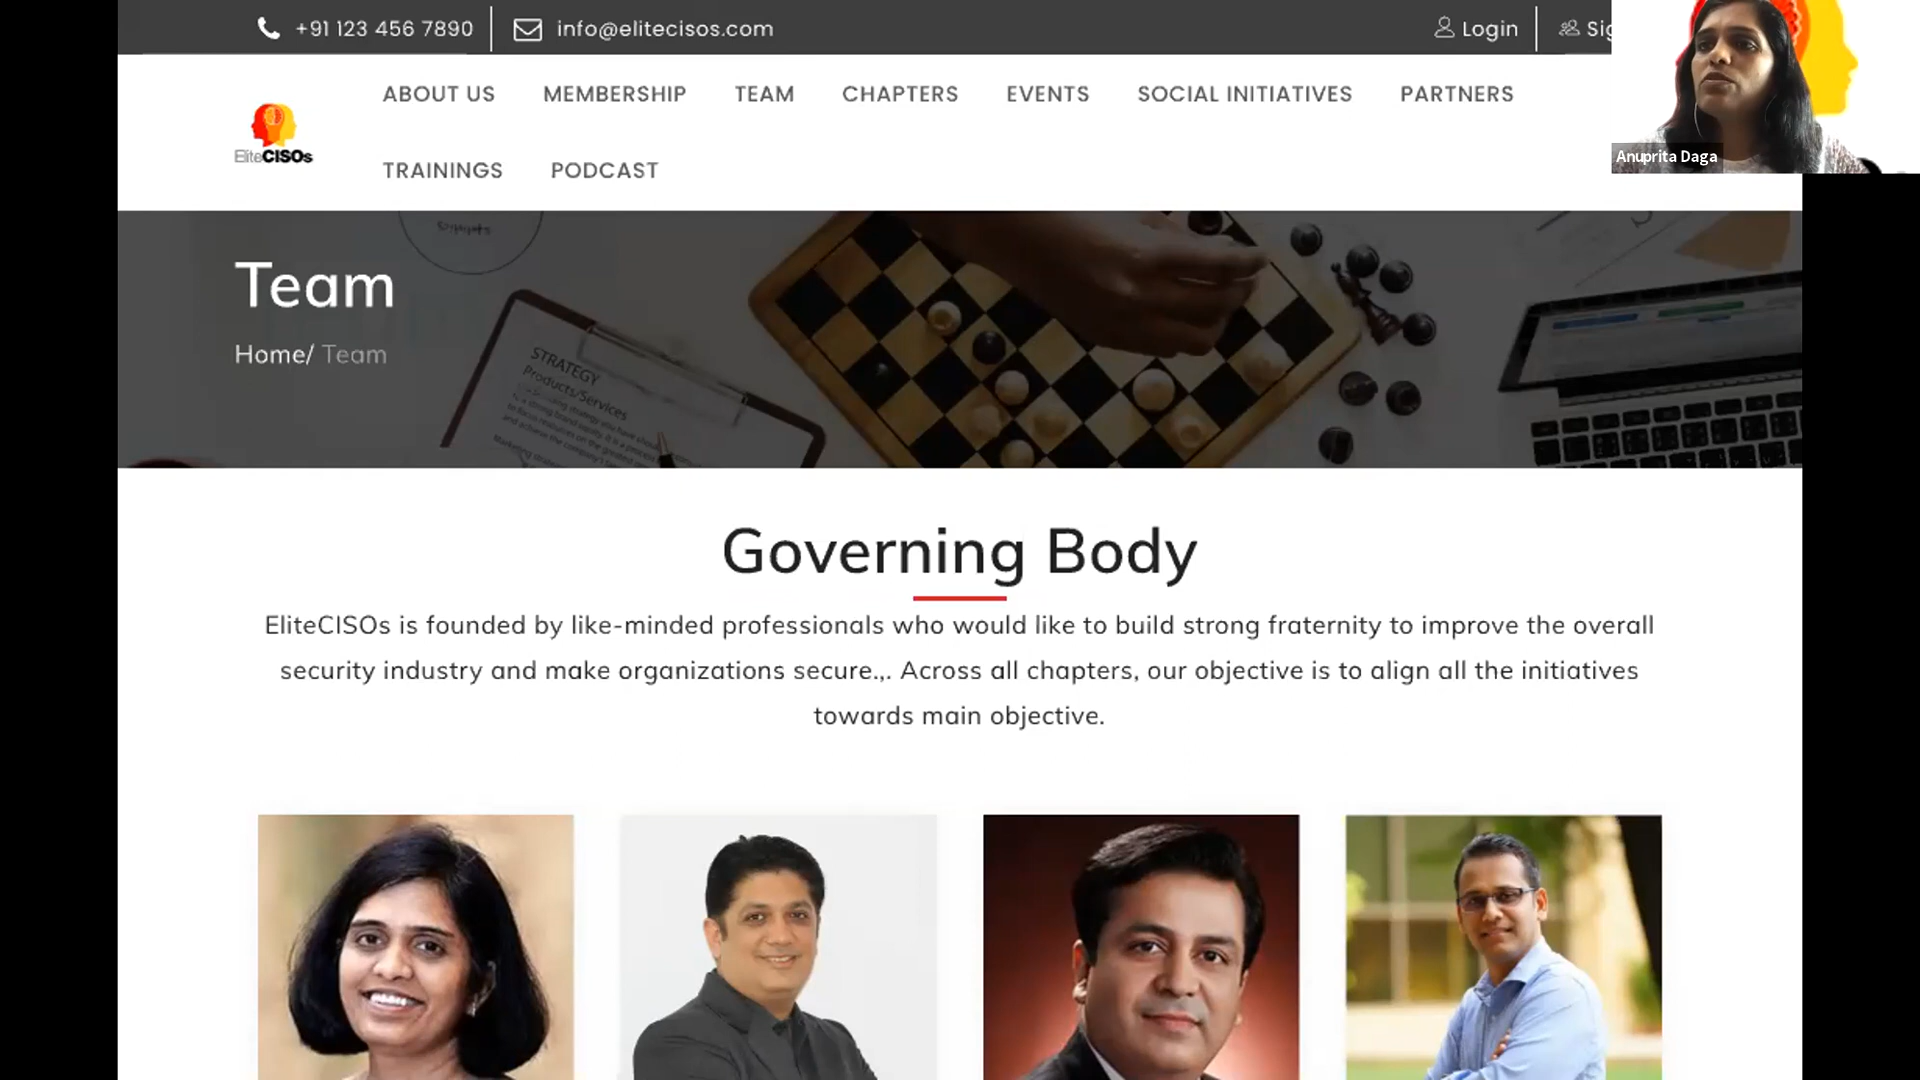 +91 123 456 7890
info@elitecisos.com
Login
Anuprita Daga
ABOUT US
MEMBERSHIP
TEAM
CHAPTERS
EVENTS
SOCIAL INITIATIVES
PARTNERS
EliteCISOs
TRAININGS
PODCAST
Team
Home/ Team
STRATEGY
Products/Services
Governing Body
EliteCISOs is founded by like-minded professionals who would like to build strong fraternity to improve the overall
security industry and make organizations secure.,. Across all chapters, our objective is to align all the initiatives
towards main objective.